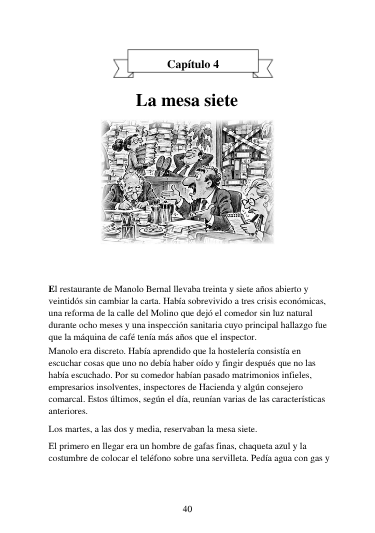 Capítulo 4
La mesa siete
El restaurante de Manolo Bernal llevaba treinta y siete años abierto y
veintidós sin cambiar la carta. Había sobrevivido a tres crisis económicas,
una reforma de la calle del Molino que dejó el comedor sin luz natural
durante ocho meses y una inspección sanitaria cuyo principal hallazgo fue
que la máquina de café tenía más años que el inspector.
Manolo era discreto. Había aprendido que la hostelería consistía en
escuchar cosas que uno no debía haber oído y fingir después que no las
había escuchado. Por su comedor habían pasado matrimonios infieles,
empresarios insolventes, inspectores de Hacienda y algún consejero
comarcal. Estos últimos, según el día, reunían varias de las características
anteriores.
Los martes, a las dos y media, reservaban la mesa siete.
El primero en llegar era un hombre de gafas finas, chaqueta azul y la
costumbre de colocar el teléfono sobre una servilleta. Pedía agua con gas y
40